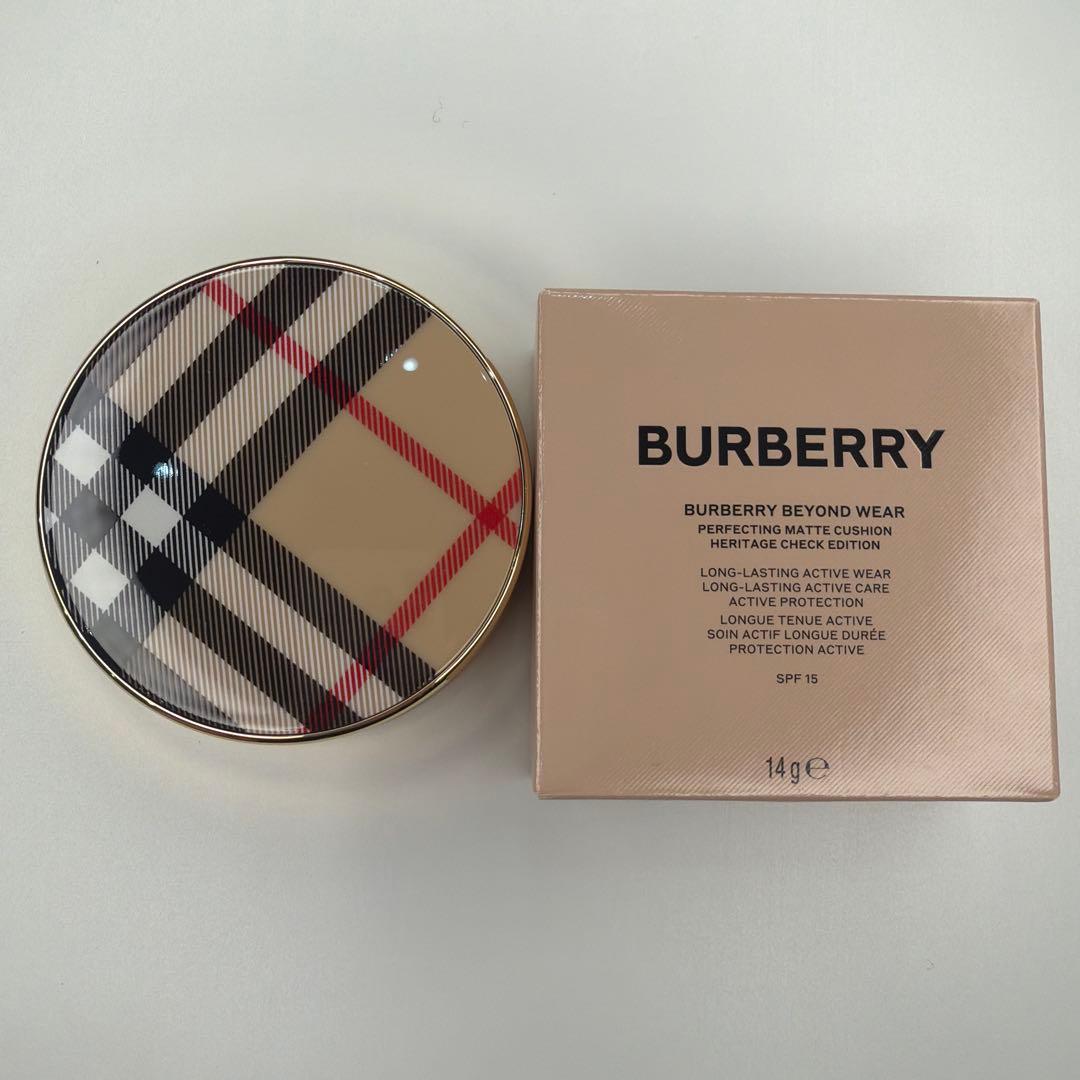 BURBERRY
BURBERRY BEYOND WEAR
PERFECTING MATTE CUSHION
HERITAGE CHECK EDITION
LONG-LASTING ACTIVE WEAR
LONG-LASTING ACTIVE CARE
ACTIVE PROTECTION
LONGUE TENUE ACTIVE
SOIN ACTIF LONGUE DURÉE
PROTECTION ACTIVE
SPF 15
14 g ℮